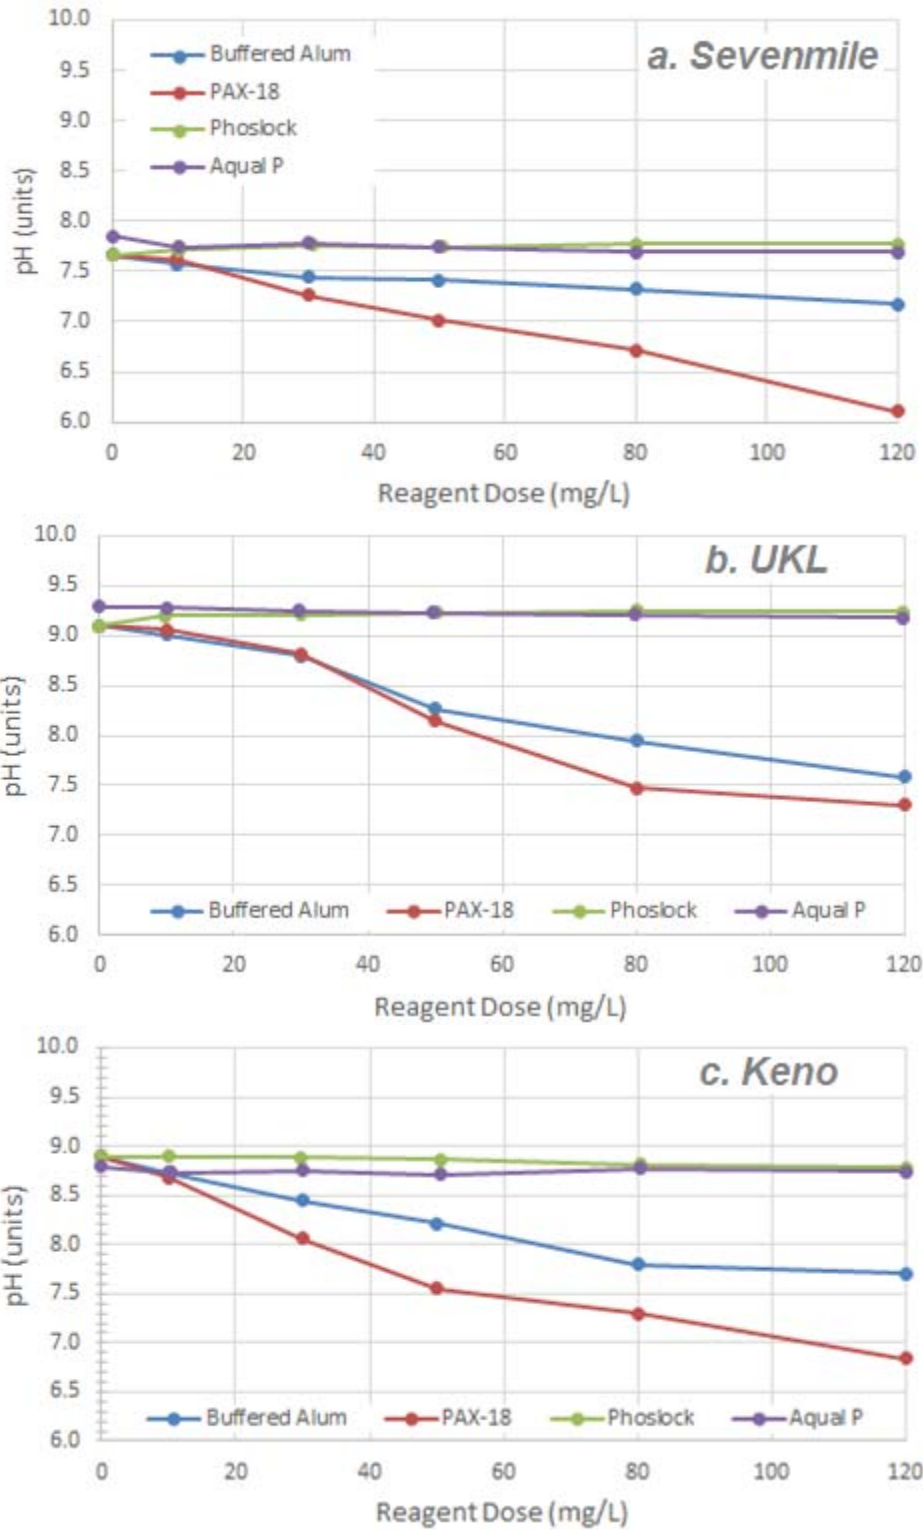 10.0
a. Sevenmile
Buffered Alum
9.5
PAX-18
9.0
Phoslock
8.5
Aqual P
8.0
7.5
7.0
6.5
6.0
pH (units)
0 20 40 60 80 100 120
Reagent Dose (mg/L)
10.0
b. UKL
9.5
9.0
8.5
8.0
7.5
7.0
6.5
6.0
pH (units)
Buffered Alum PAX-18 Phoslock Aqual P
0 20 40 60 80 100 120
Reagent Dose (mg/L)
10.0
c. Keno
9.5
9.0
8.5
8.0
7.5
7.0
6.5
6.0
pH (units)
Buffered Alum PAX-18 Phoslock Aqual P
0 20 40 60 80 100 120
Reagent Dose (mg/L)